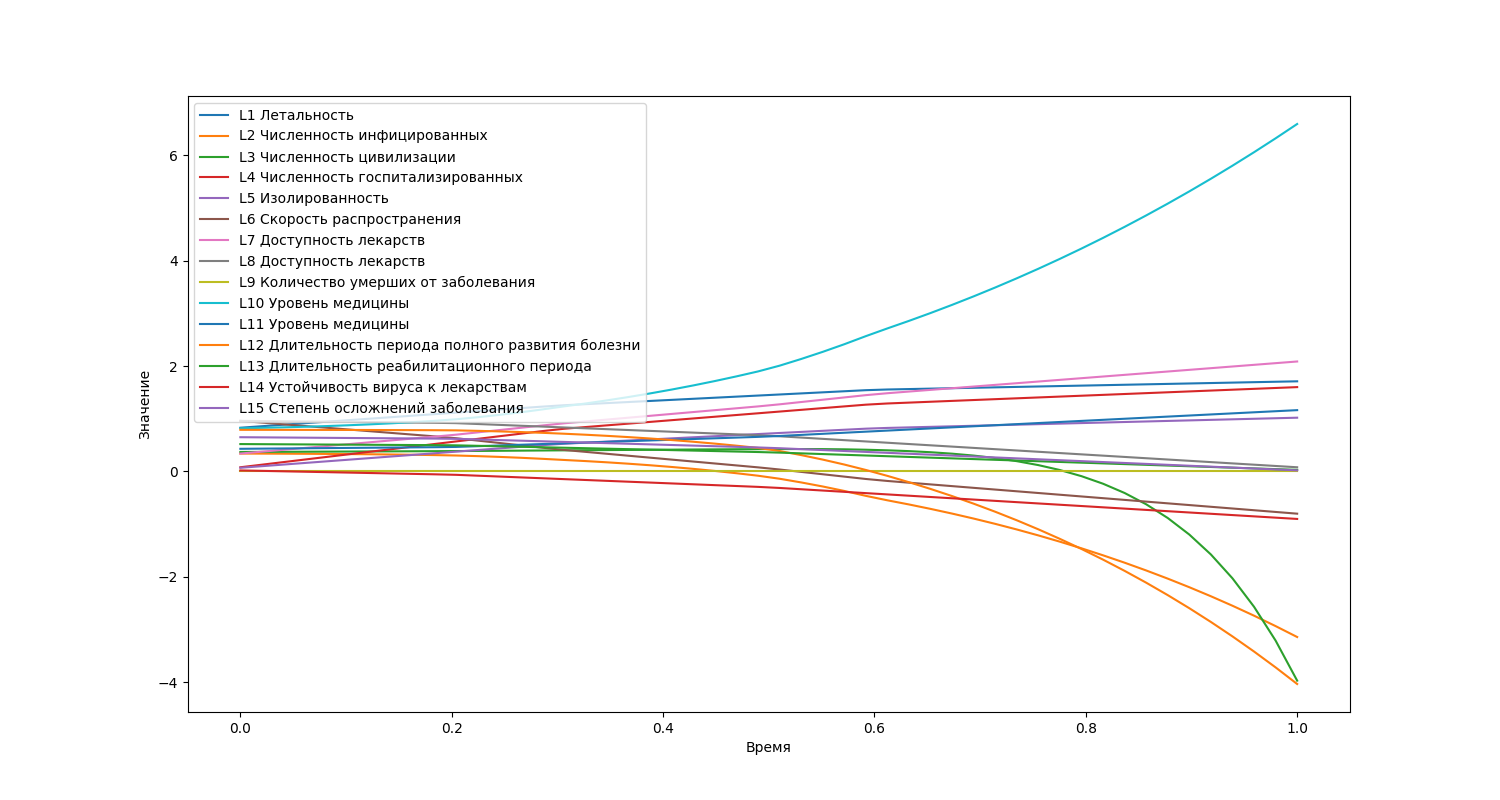 L1 Летальность
L2 Численность инфицированных
L3 Численность цивилизации
L4 Численность госпитализированных
L5 Изолированность
L6 Скорость распространения
L7 Доступность лекарств
L8 Доступность лекарств
L9 Количество умерших от заболевания
L10 Уровень медицины
L11 Уровень медицины
L12 Длительность периода полного развития болезни
L13 Длительность реабилитационного периода
L14 Устойчивость вируса к лекарствам
L15 Степень осложнений заболевания
Значение
6
4
2
0
−2
−4
0.0 0.2 0.4 0.6 0.8 1.0
Время